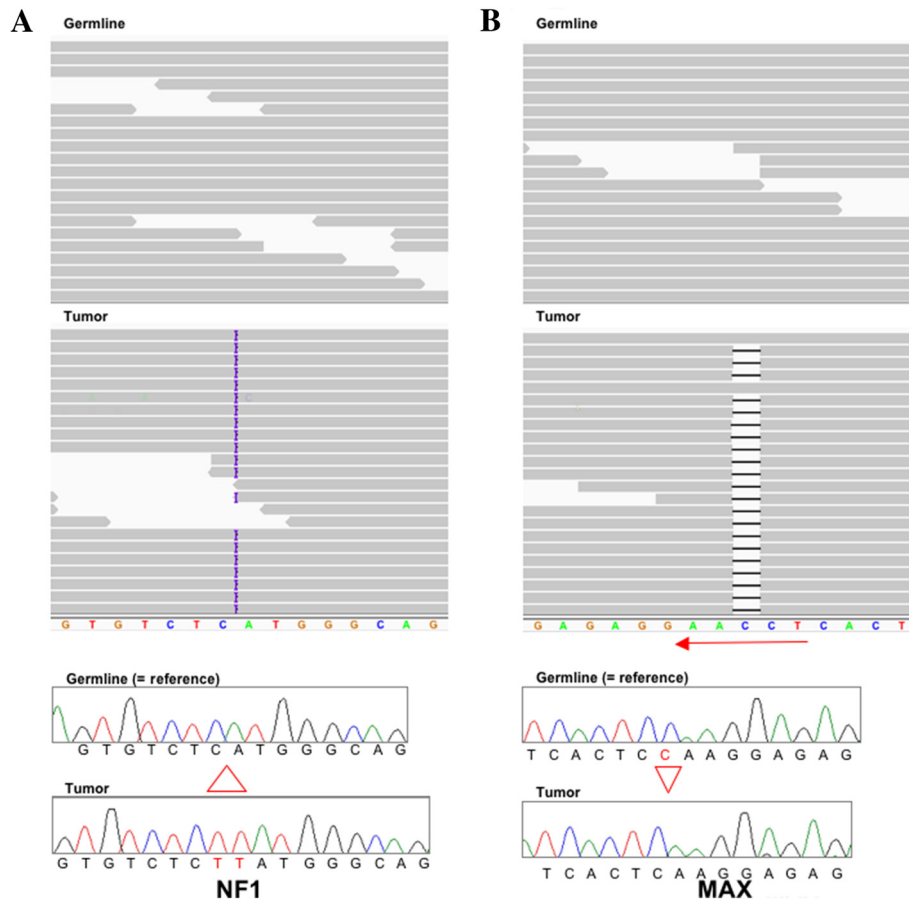 A
Germline
Tumor
G T G T C T C A T G G G C A G
Germline (= reference)
G T G T C T C A T G G G C A G
Tumor
G T G T C T C T T A T G G G C A G
NF1
B
Germline
Tumor
G A G A G G A A C C T C A C T
Germline (= reference)
T C A C T C C A A G G A G A G
Tumor
T C A C T C A A G G A G A G
MAX